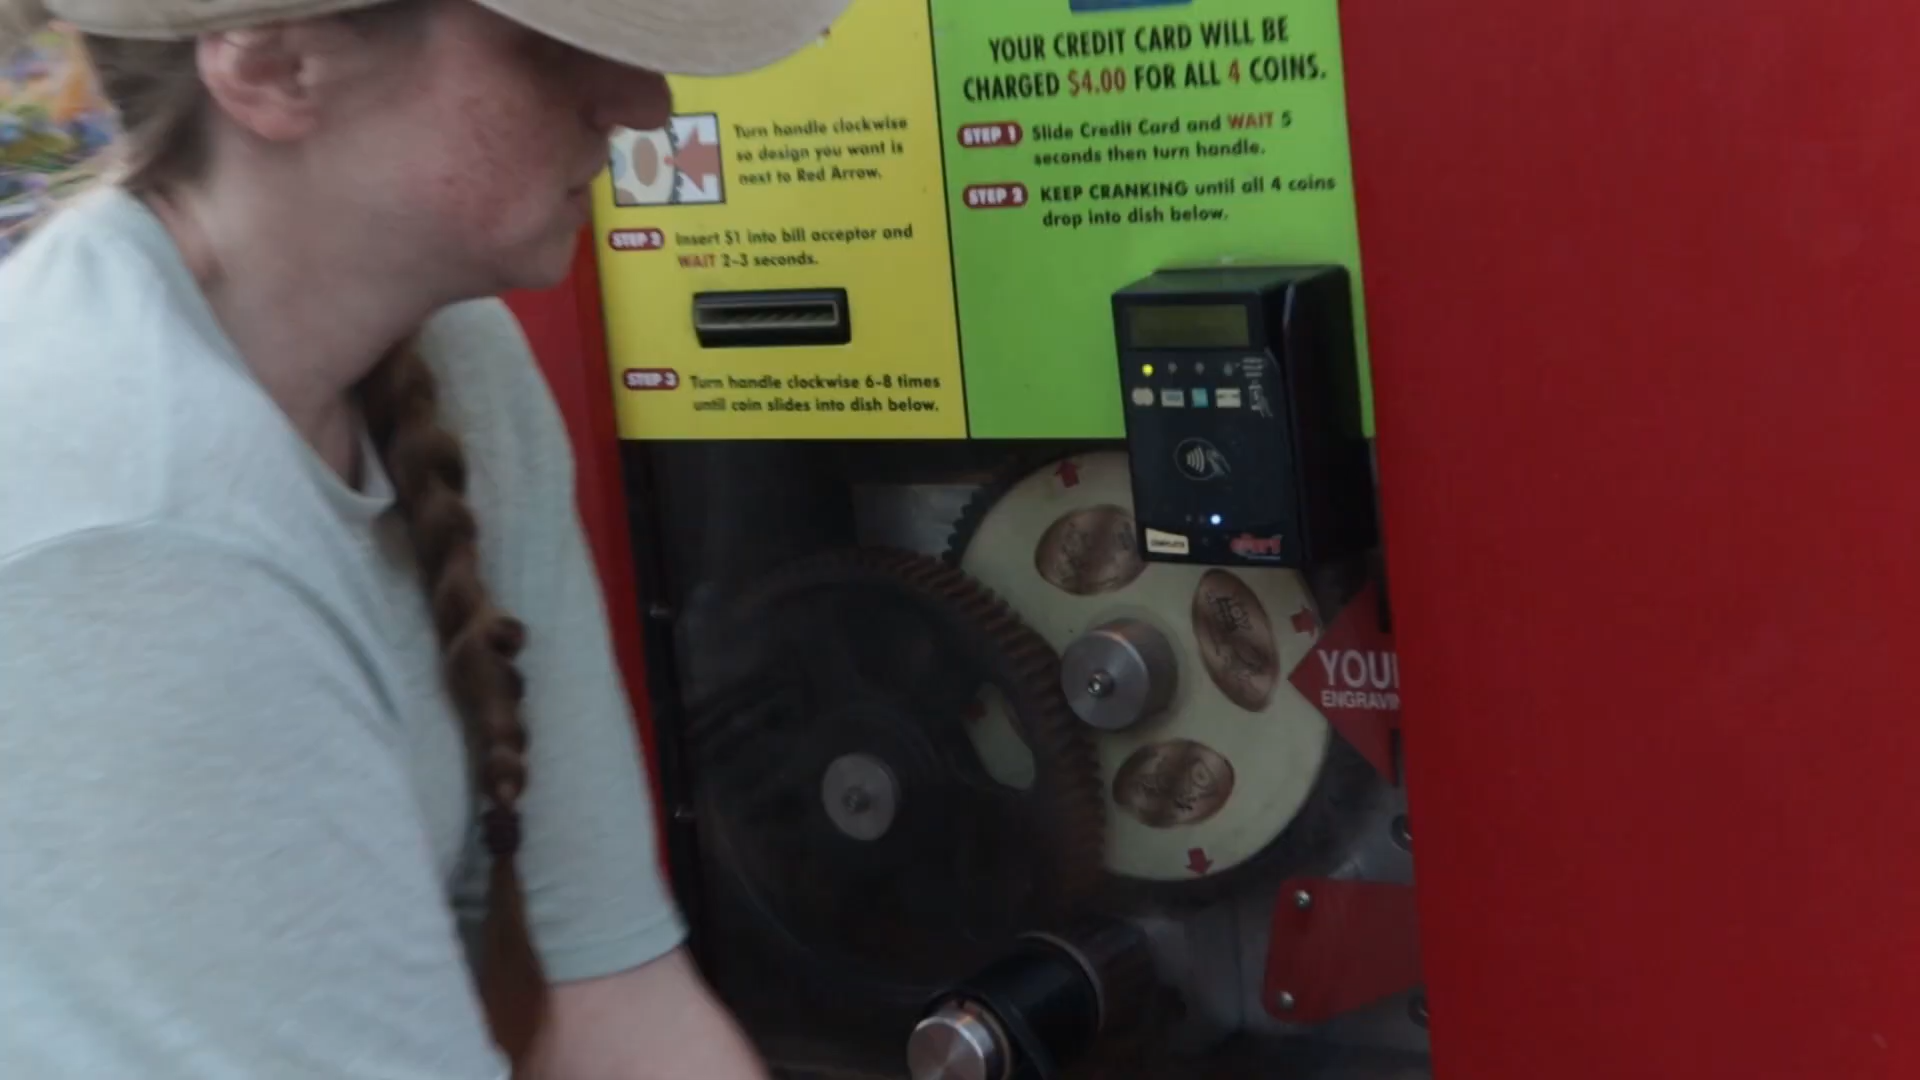 Turn handle clockwise
so design you want is
next to Red Arrow.
STEP 2 Insert $1 into bill acceptor and
WAIT 2-3 seconds.
STEP 3 Turn handle clockwise 6-8 times
until coin slides into dish below.
YOUR CREDIT CARD WILL BE
CHARGED $4.00 FOR ALL 4 COINS.
STEP 1 Slide Credit Card and WAIT 5
seconds then turn handle.
STEP 2 KEEP CRANKING until all 4 coins
drop into dish below.